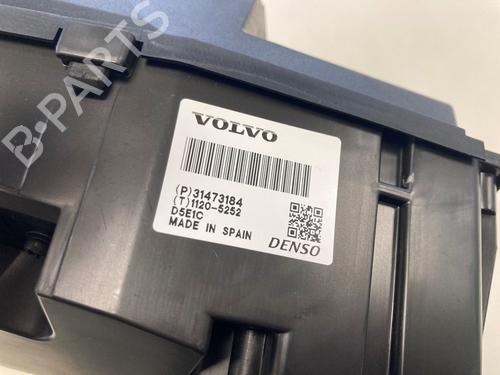 VOLVO
(P)31473184
(T)1120-5252
D5E1C
MADE IN SPAIN
DENSO
B-PARTS